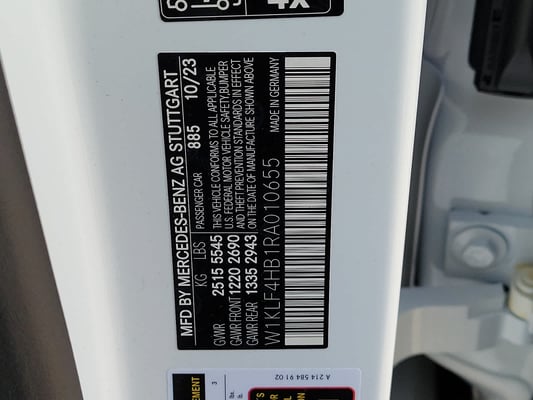 MFD BY MERCEDES-BENZ AG STUTTGART
KG LBS PASSENGER CAR 885 10/23
GVWR 2515 5545 THIS VEHICLE CONFORMS TO ALL APPLICABLE
GAWR FRONT 1220 2690 U.S. FEDERAL MOTOR VEHICLE SAFETY/BUMPER
GAWR REAR 1335 2943 AND THEFT PREVENTION STANDARDS IN EFFECT
ON THE DATE OF MANUFACTURE SHOWN ABOVE
W1KLF4HB1RA010655 MADE IN GERMANY
A 214 584 91 02
3